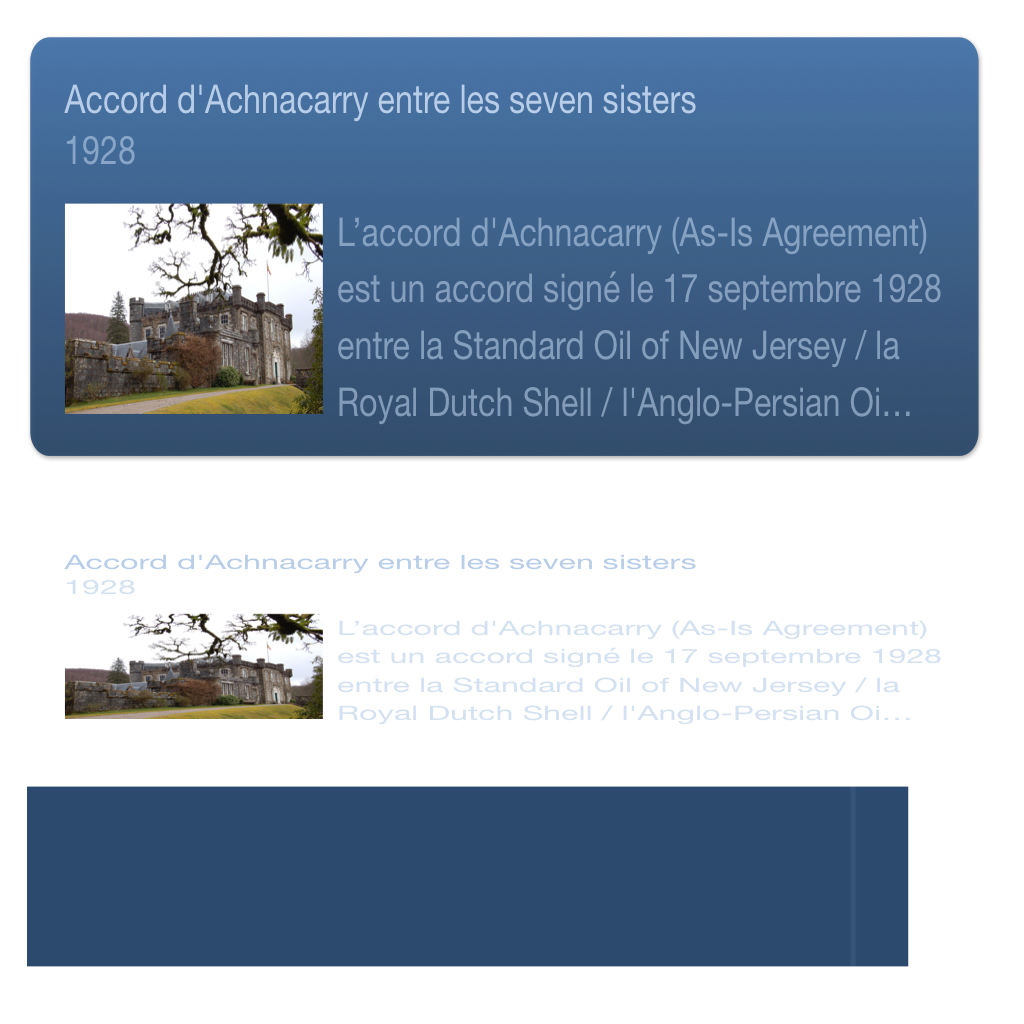 Accord d'Achnacarry entre les seven sisters
1928
L’accord d'Achnacarry (As-Is Agreement)
est un accord signé le 17 septembre 1928
entre la Standard Oil of New Jersey / la
Royal Dutch Shell / l'Anglo-Persian Oi…
Accord d'Achnacarry entre les seven sisters
1928
L’accord d'Achnacarry (As-Is Agreement)
est un accord signé le 17 septembre 1928
entre la Standard Oil of New Jersey / la
Royal Dutch Shell / l'Anglo-Persian Oi…